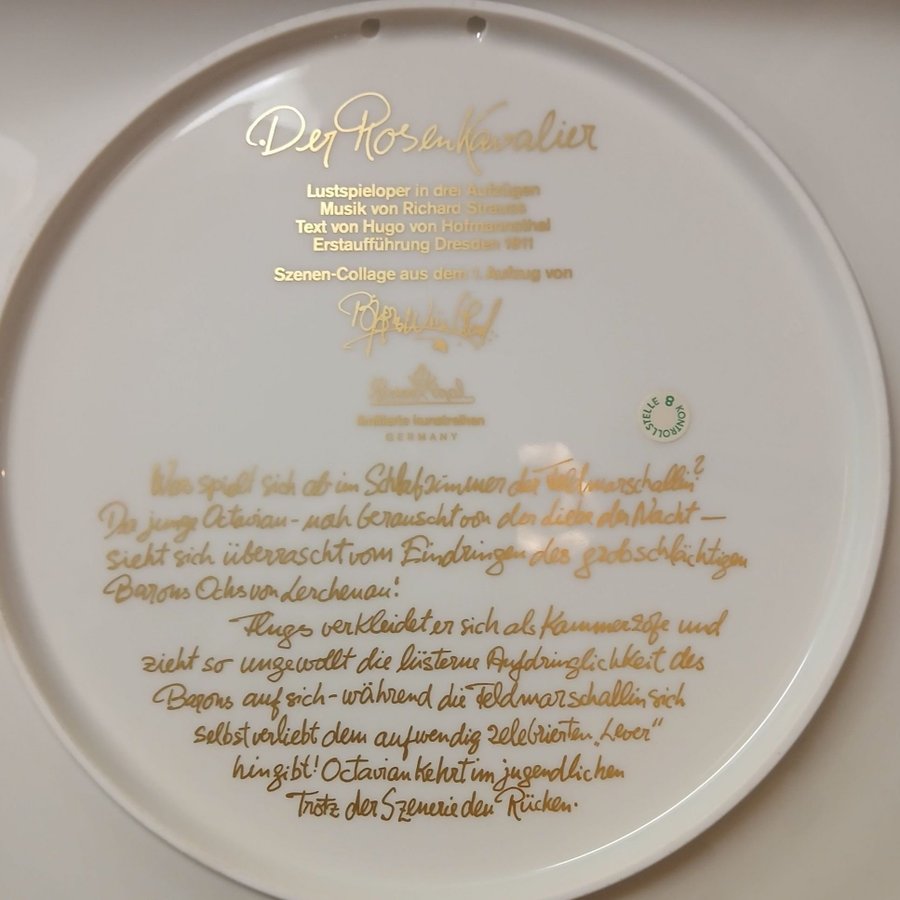 Der Rosenkavalier
Lustspieloper in drei Aufzügen
Musik von Richard Strauss
Text von Hugo von Hofmannsthal
Erstaufführung Dresden 1911
Szenen-Collage aus dem 1. Aufzug von
limitierte kunstreihen
GERMANY
KONTROLLSTELLE 8
Was spielt sich ab im Schlafzimmer der Feldmarschallin?
Der junge Octavian - noch berauscht von der Liebe der Nacht —
sieht sich überrascht vom Eindringen des grobschlächtigen
Barons Ochs von Lerchenau!
Flugs verkleidet er sich als Kammerzofe und
zieht so ungewollt die lüsterne Aufdringlichkeit des
Barons auf sich - während die Feldmarschallin sich
selbstverliebt dem aufwendig zelebrierten „Lever“
hingibt! Octavian kehrt im jugendlichen
Trotz der Szenerie den Rücken.